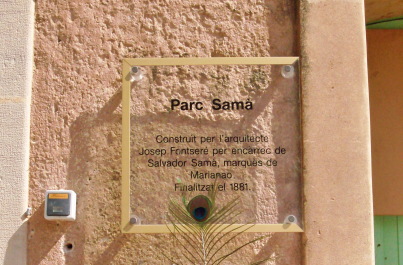 Parc Samà
Construït per l'arquitecte
Josep Fontserè per encàrrec de
Salvador Samà, marquès de
Marianao.
Finalitzat el 1881.